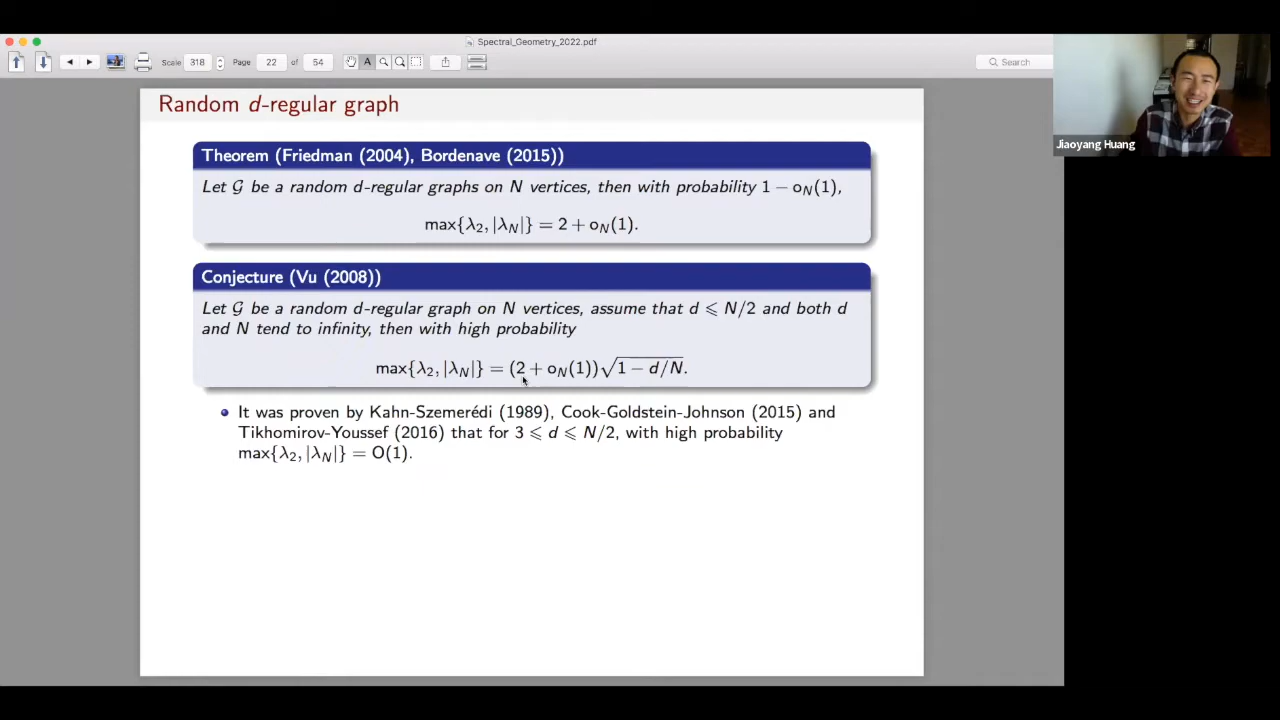 Spectral_Geometry_2022.pdf
Scale 318 Page 22 of 54 A Search
Random d-regular graph
Theorem (Friedman (2004), Bordenave (2015))
Let 𝒢 be a random d-regular graphs on N vertices, then with probability 1 − o_N(1),
max{λ_2, |λ_N|} = 2 + o_N(1).
Conjecture (Vu (2008))
Let 𝒢 be a random d-regular graph on N vertices, assume that d ⩽ N/2 and both d
and N tend to infinity, then with high probability
max{λ_2, |λ_N|} = (2 + o_N(1))√(1 − d/N).
It was proven by Kahn-Szemerédi (1989), Cook-Goldstein-Johnson (2015) and
Tikhomirov-Youssef (2016) that for 3 ⩽ d ⩽ N/2, with high probability
max{λ_2, |λ_N|} = O(1).
Jiaoyang Huang